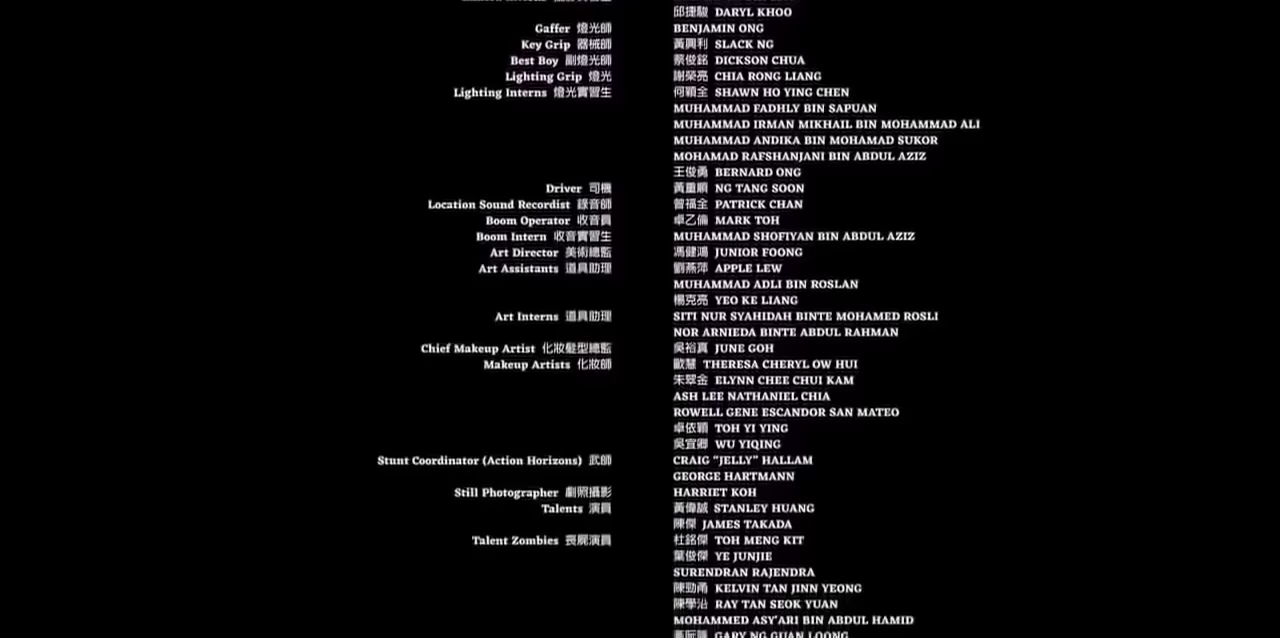 邱捷駿 DARYL KHOO
Gaffer 燈光師 BENJAMIN ONG
Key Grip 器械師 黃興利 SLACK NG
Best Boy 副燈光師 蔡俊銘 DICKSON CHUA
Lighting Grip 燈光 謝榮亮 CHIA RONG LIANG
Lighting Interns 燈光實習生 何穎全 SHAWN HO YING CHEN
MUHAMMAD FADHLY BIN SAPUAN
MUHAMMAD IRMAN MIKHAIL BIN MOHAMMAD ALI
MUHAMMAD ANDIKA BIN MOHAMAD SUKOR
MOHAMAD RAFSHANJANI BIN ABDUL AZIZ
王俊勇 BERNARD ONG
Driver 司機 黃重順 NG TANG SOON
Location Sound Recordist 錄音師 曾福全 PATRICK CHAN
Boom Operator 收音員 卓乙倫 MARK TOH
Boom Intern 收音實習生 MUHAMMAD SHOFIYAN BIN ABDUL AZIZ
Art Director 美術總監 馮健鴻 JUNIOR FOONG
Art Assistants 道具助理 劉燕萍 APPLE LEW
MUHAMMAD ADLI BIN ROSLAN
楊克亮 YEO KE LIANG
Art Interns 道具助理 SITI NUR SYAHIDAH BINTE MOHAMED ROSLI
NOR ARNIEDA BINTE ABDUL RAHMAN
Chief Makeup Artist 化妝髮型總監 吳裕真 JUNE GOH
Makeup Artists 化妝師 歐慧 THERESA CHERYL OW HUI
朱翠金 ELYNN CHEE CHUI KAM
ASH LEE NATHANIEL CHIA
ROWELL GENE ESCANDOR SAN MATEO
卓依穎 TOH YI YING
吳宜卿 WU YIQING
Stunt Coordinator (Action Horizons) 武師 CRAIG "JELLY" HALLAM
GEORGE HARTMANN
Still Photographer 劇照攝影 HARRIET KOH
Talents 演員 黃偉誠 STANLEY HUANG
陳傑 JAMES TAKADA
Talent Zombies 喪屍演員 杜銘傑 TOH MENG KIT
葉俊傑 YE JUNJIE
SURENDRAN RAJENDRA
陳勁甬 KELVIN TAN JINN YEONG
陳學沿 RAY TAN SEOK YUAN
MOHAMMED ASY'ARI BIN ABDUL HAMID
GARY NG GUAN LOONG